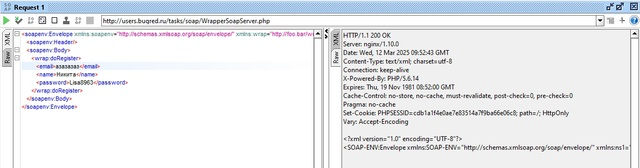 Request 1
http://users.bugred.ru/tasks/soap/WrapperSoapServer.php
XML
Raw
<soapenv:Envelope xmlns:soapenv="http://schemas.xmlsoap.org/soap/envelope/" xmlns:wrap="http://foo.bar/w
<soapenv:Header/>
<soapenv:Body>
<wrap:doRegister>
<email>aaaaaaa</email>
<name>Никита</name>
<password>Lisa8963</password>
</wrap:doRegister>
</soapenv:Body>
</soapenv:Envelope>
XML
Raw
HTTP/1.1 200 OK
Server: nginx/1.10.0
Date: Wed, 12 Mar 2025 09:52:43 GMT
Content-Type: text/xml; charset=utf-8
Connection: keep-alive
X-Powered-By: PHP/5.6.14
Expires: Thu, 19 Nov 1981 08:52:00 GMT
Cache-Control: no-store, no-cache, must-revalidate, post-check=0, pre-check=0
Pragma: no-cache
Set-Cookie: PHPSESSID=cdb1a1f4e0ae7e83514a7f9ba66e06c8; path=/; HttpOnly
Vary: Accept-Encoding
<?xml version="1.0" encoding="UTF-8"?>
<SOAP-ENV:Envelope xmlns:SOAP-ENV="http://schemas.xmlsoap.org/soap/envelope/" xmlns:ns1="